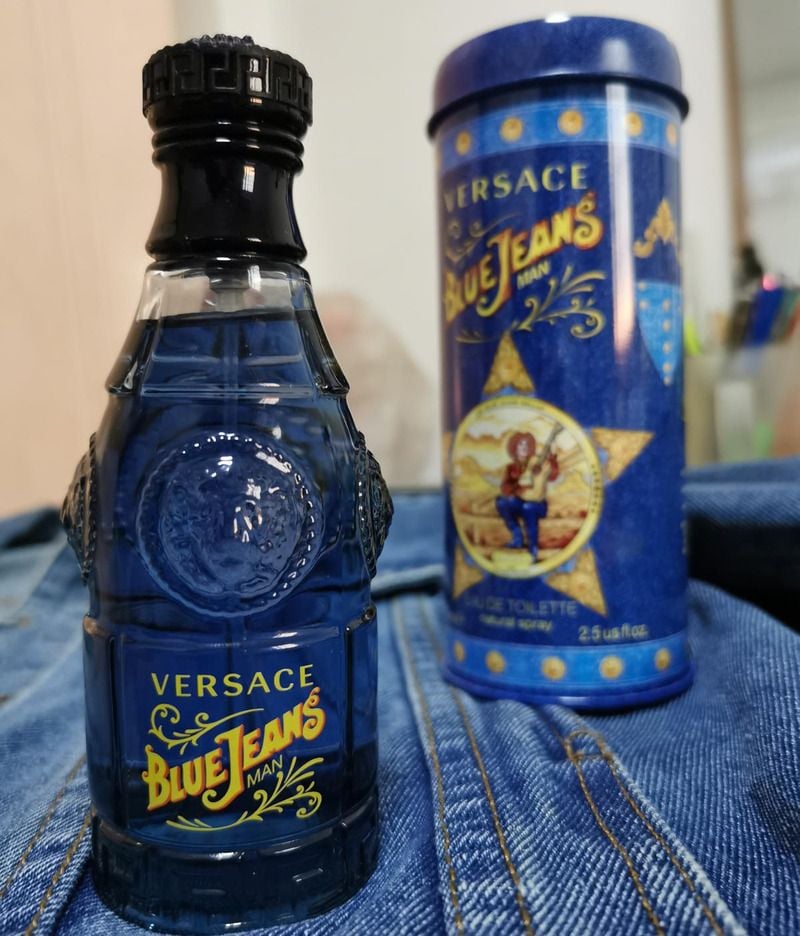 VERSACE
BLUE JEANS
MAN
VERSACE
BLUE JEANS
MAN
EAU DE TOILETTE
natural spray
2.5 us fl.oz.